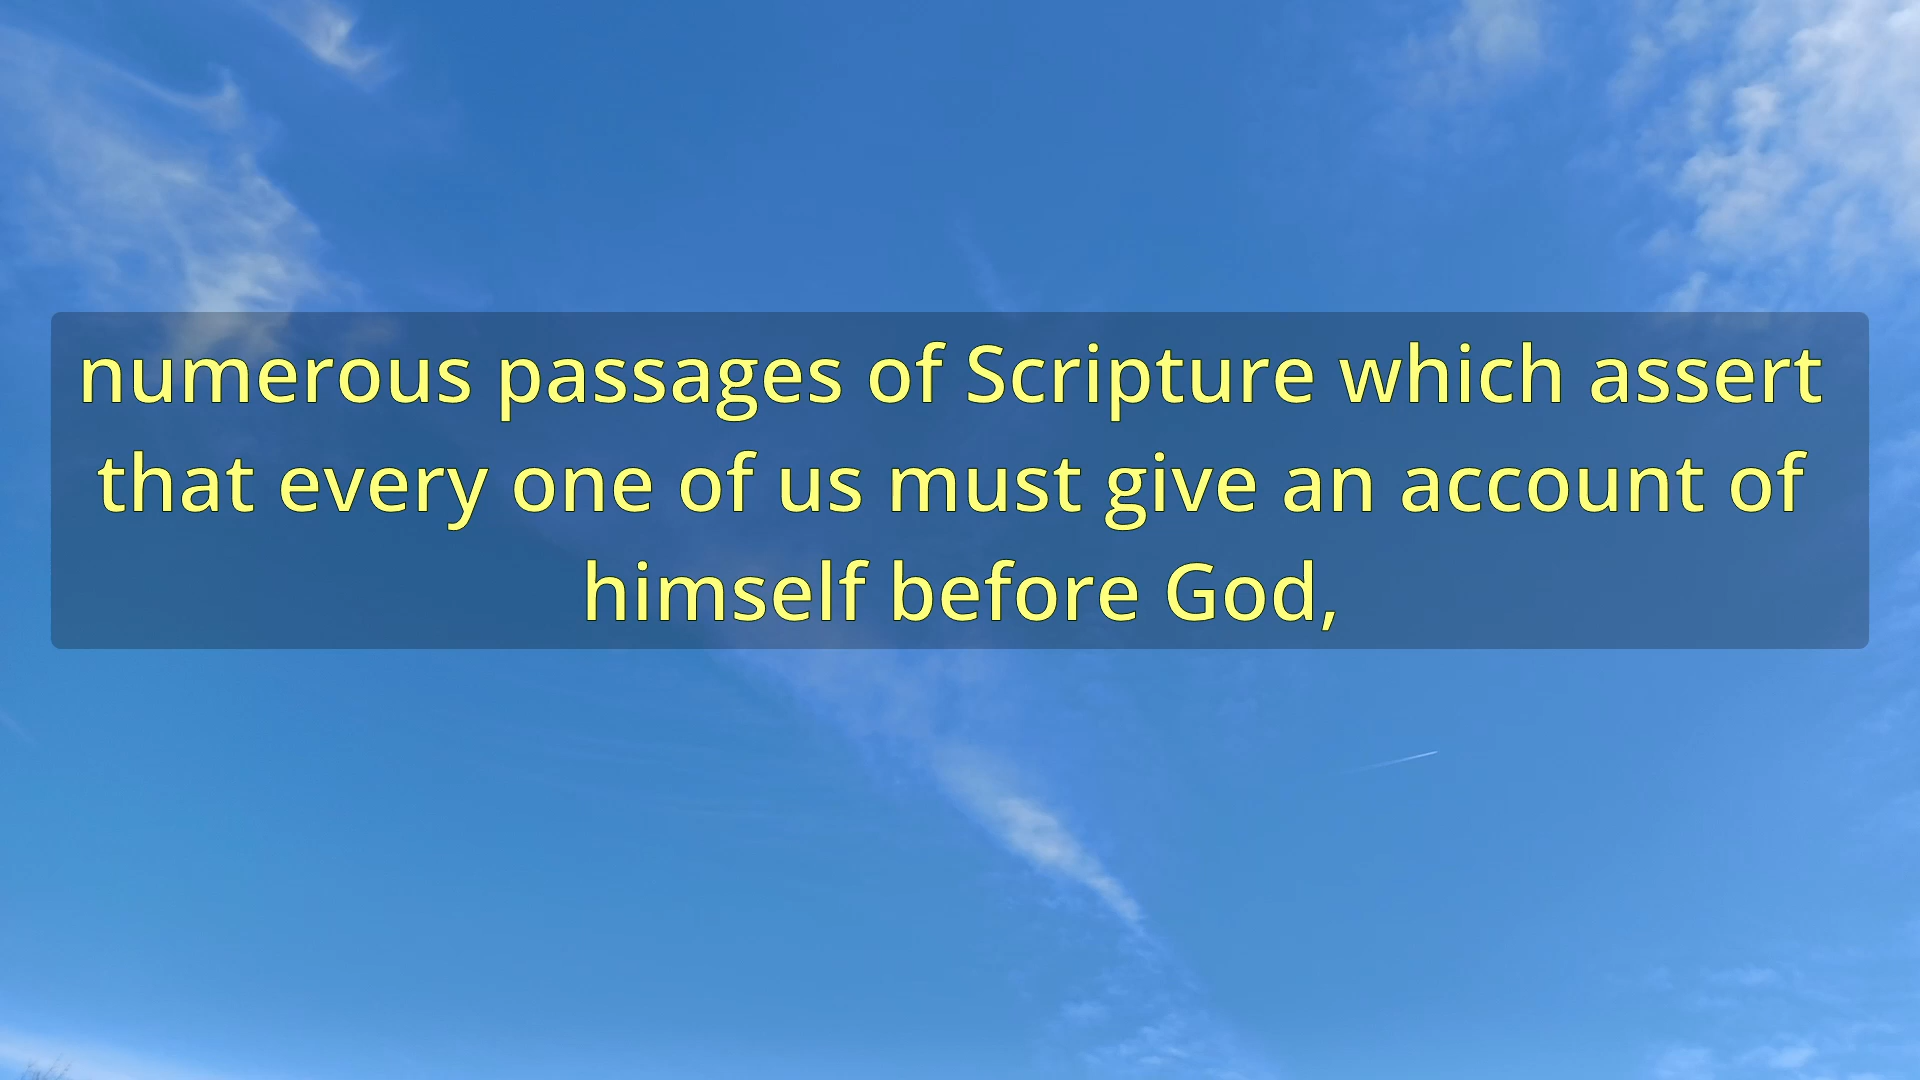 numerous passages of Scripture which assert
that every one of us must give an account of
himself before God,